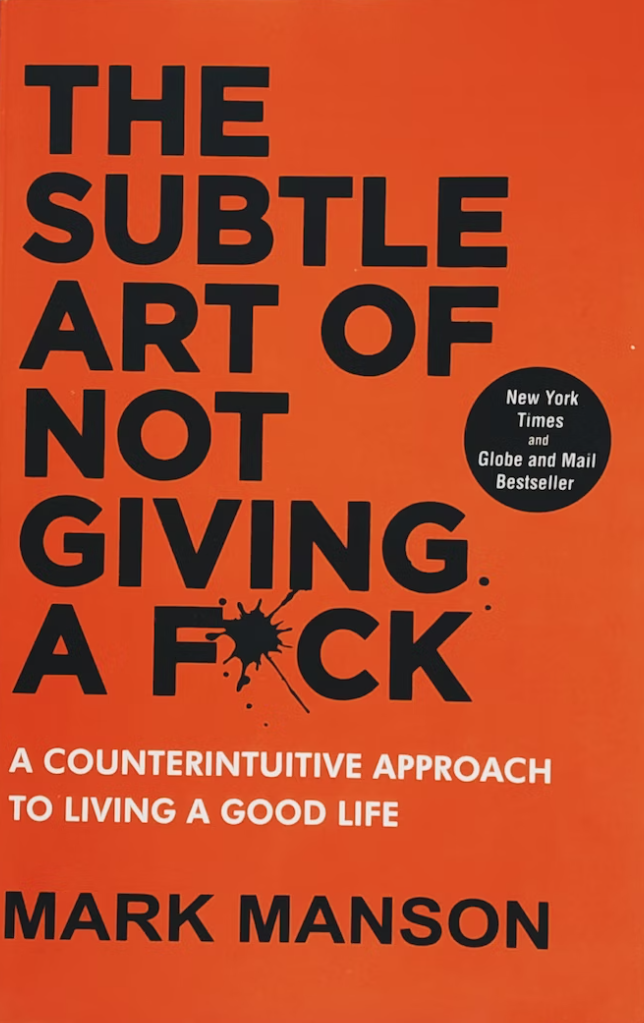 THE
SUBTLE
ART OF
NOT
GIVING
A F*CK
New York
Times
and
Globe and Mail
Bestseller
A COUNTERINTUITIVE APPROACH
TO LIVING A GOOD LIFE
MARK MANSON